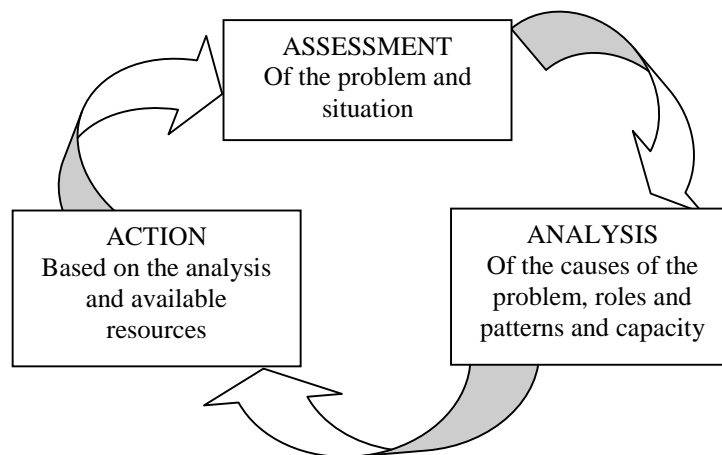 ASSESSMENT
Of the problem and
situation
ANALYSIS
Of the causes of the
problem, roles and
patterns and capacity
ACTION
Based on the analysis
and available
resources